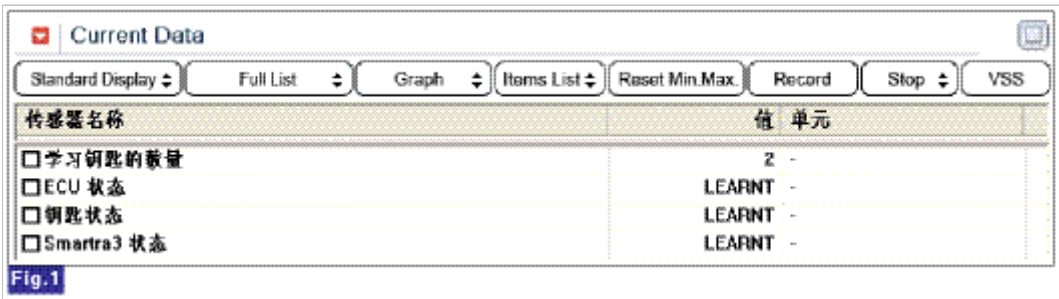 Current Data
Standard Display Full List Graph Items List Reset Min.Max. Record Stop VSS
传感器名称 值 单元
学习钥匙的数量 2 -
ECU 状态 LEARNT -
钥匙状态 LEARNT -
Smartra3 状态 LEARNT -
Fig.1